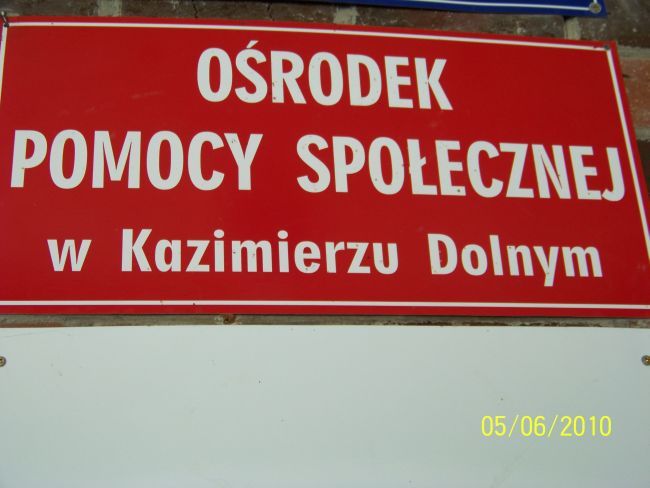 OŚRODEK
POMOCY SPOŁECZNEJ
w Kazimierzu Dolnym
05/06/2010